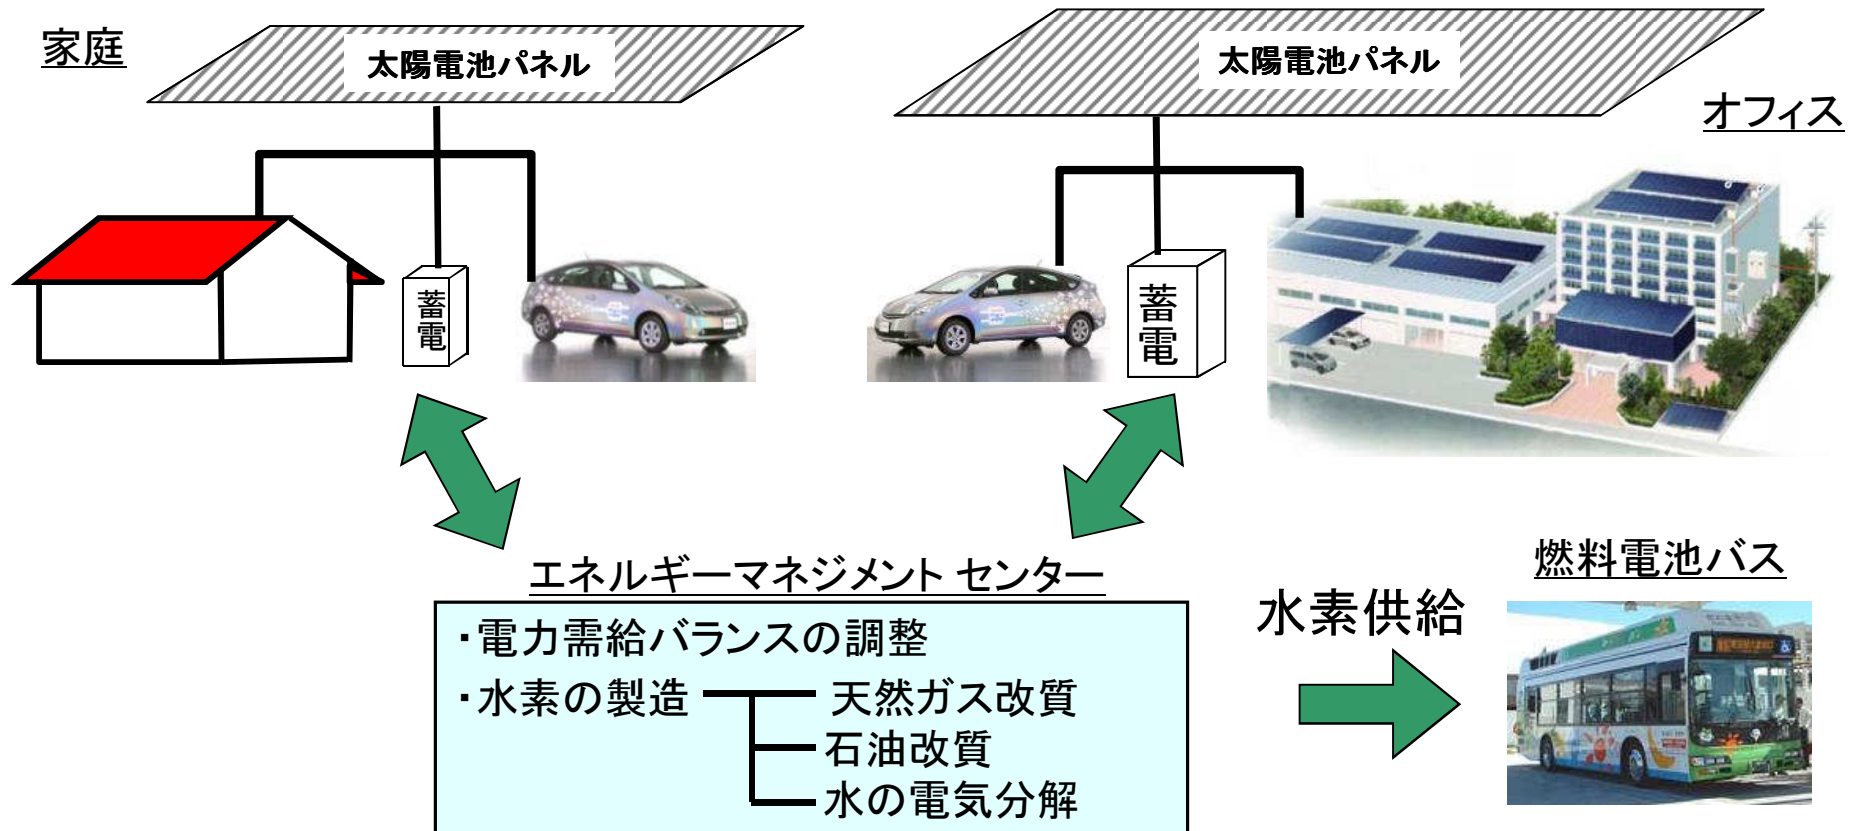 家庭
太陽電池パネル
太陽電池パネル
オフィス
蓄電
蓄電
エネルギーマネジメント センター
・電力需給バランスの調整
・水素の製造
天然ガス改質
石油改質
水の電気分解
水素供給
燃料電池バス